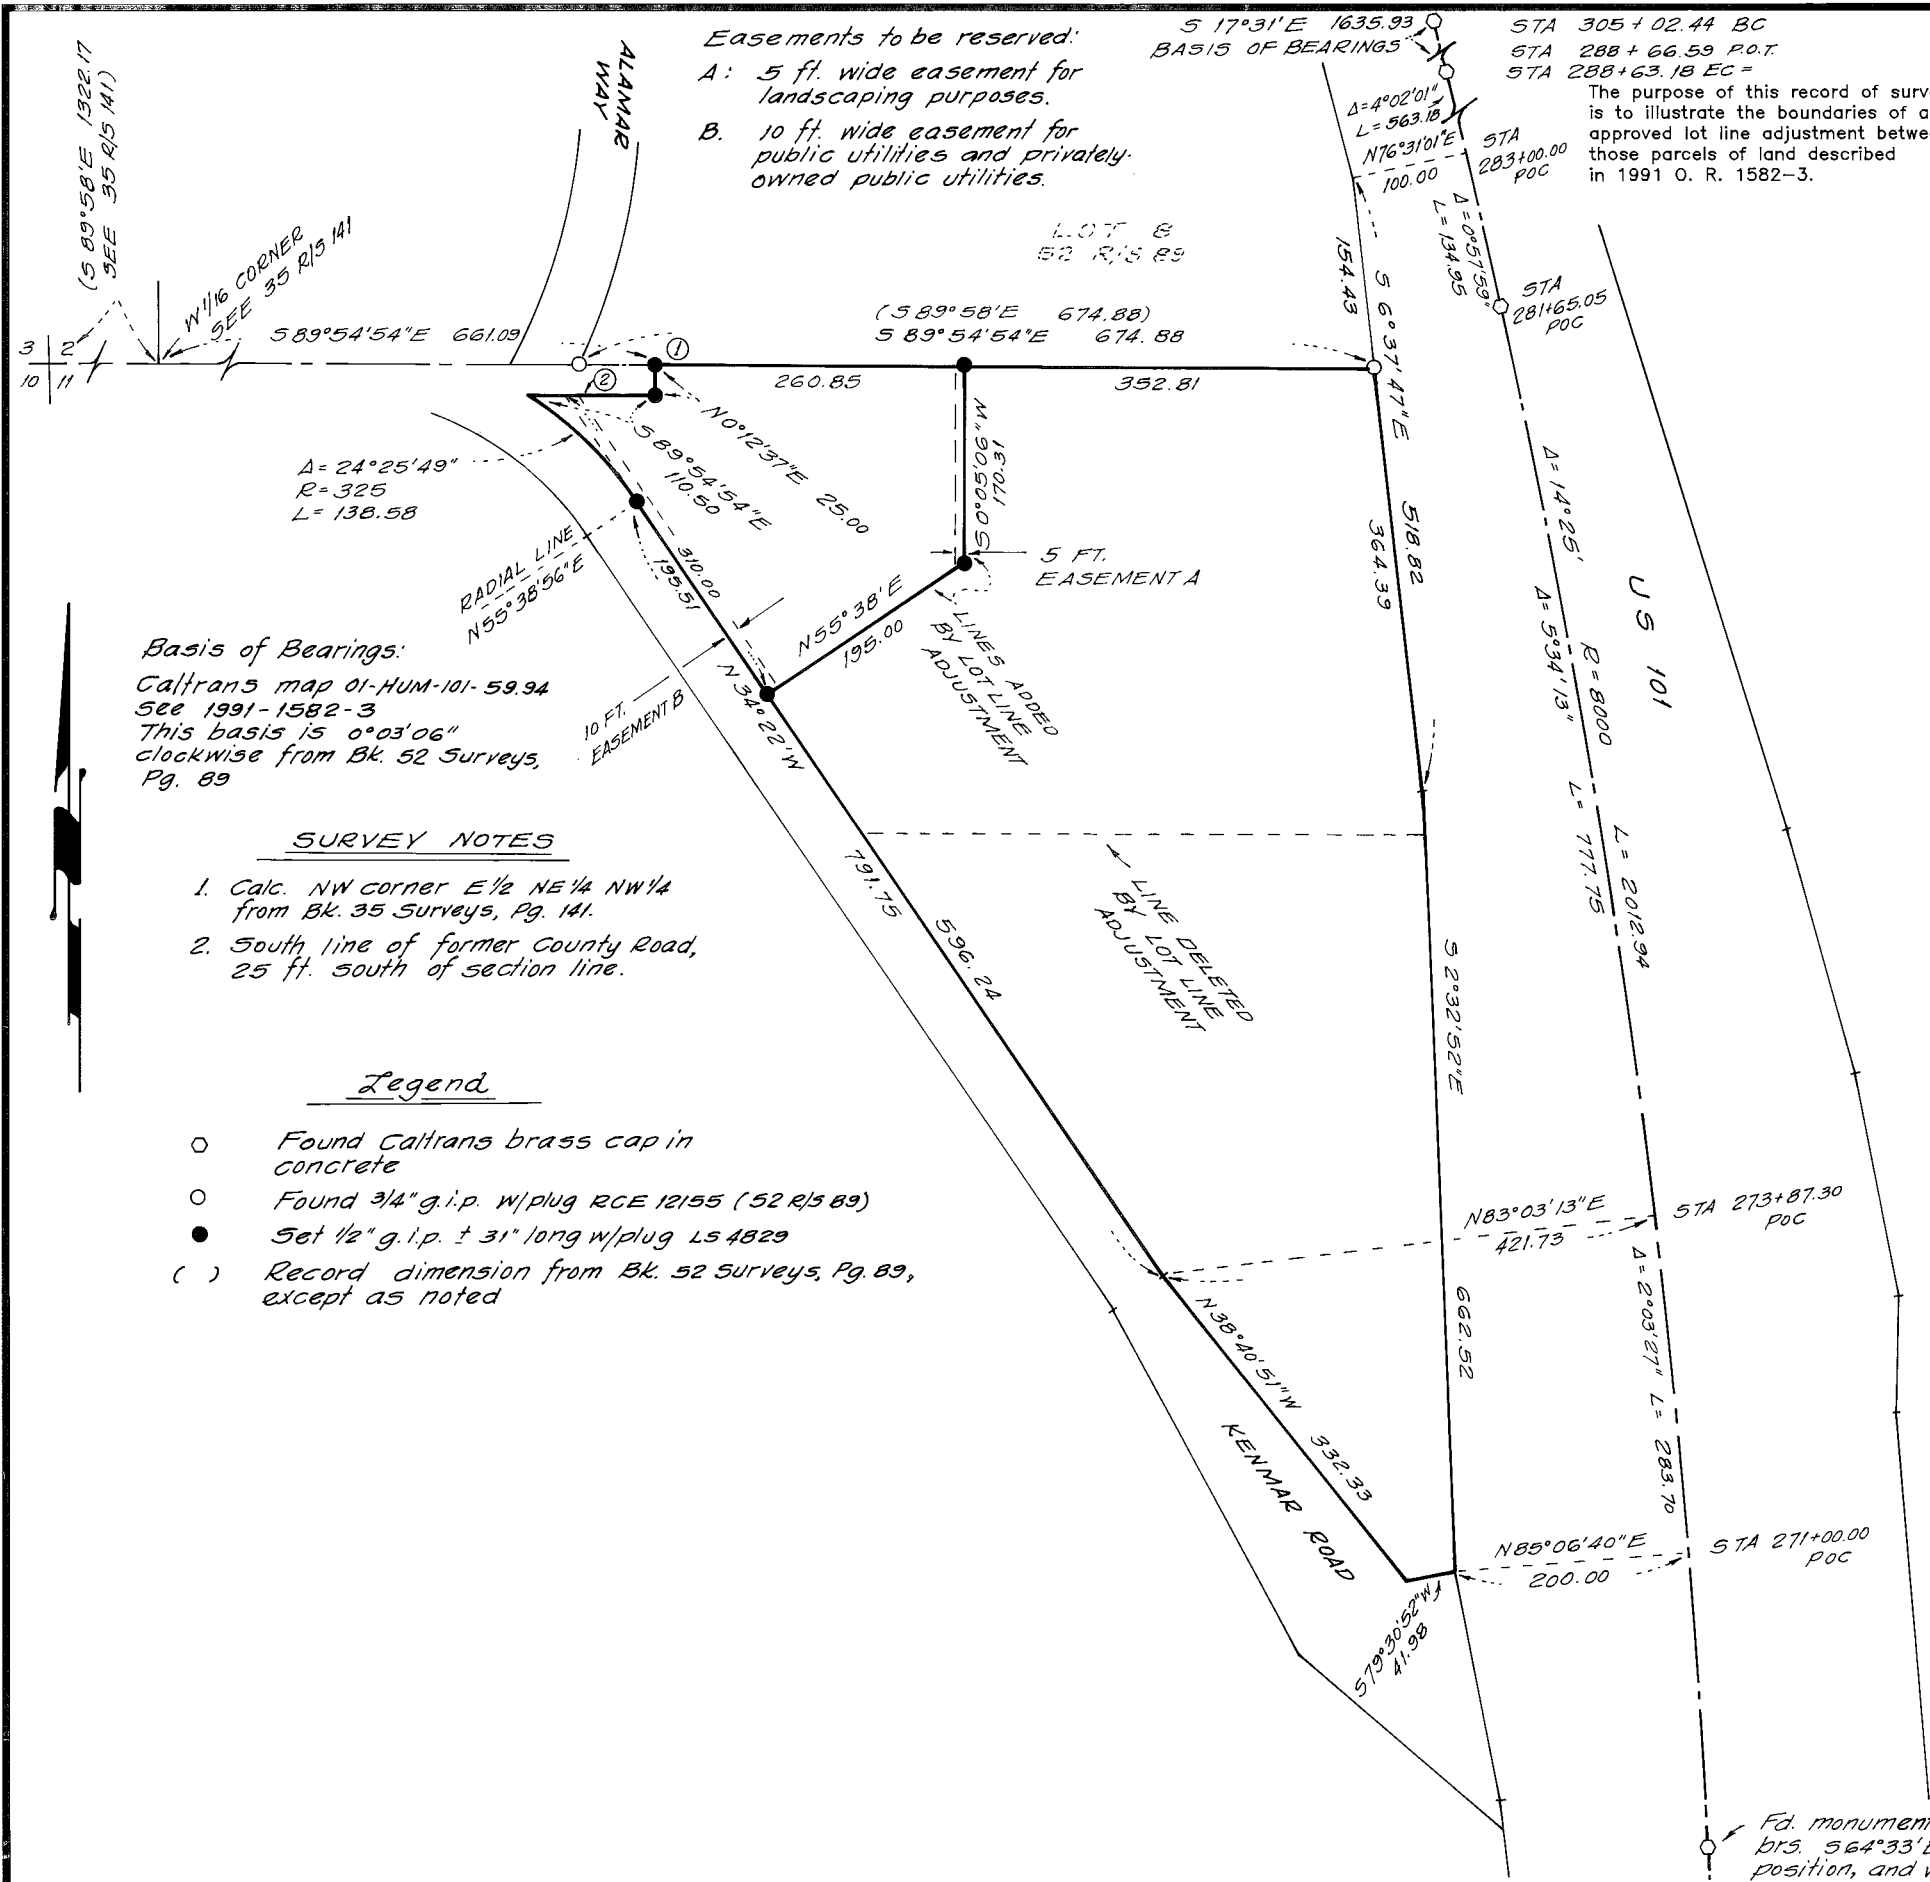 Easements to be reserved:
A: 5 ft. wide easement for
landscaping purposes.
B. 10 ft. wide easement for
public utilities and privately-
owned public utilities.
S 17°31'E 1635.93
BASIS OF BEARINGS
STA 305 + 02.44 BC
STA 288 + 66.59 P.O.T.
STA 288+63.18 EC =
The purpose of this record of surv
is to illustrate the boundaries of a
approved lot line adjustment betwe
those parcels of land described
in 1991 O. R. 1582-3.
Δ=4°02'01"
L=563.18
N76°31'01"E
100.00
STA
283+00.00
POC
Δ=0°57'59"
L=134.95
STA
281+65.05
POC
(S 89°58'E 1322.17
SEE 35 R/S 141)
W 1/16 CORNER
SEE 35 R/S 141
ALAMAR
WAY
LOT 8
52 R/S 89
154.43
S 6°37'47"E
518.82
364.39
3 2
10 11
S 89°54'54"E 661.09
(S 89°58'E 674.88)
S 89°54'54"E 674.88
1
2
260.85
352.81
N0°12'37"E 25.00
S 89°54'54"E
110.50
S 0°50'06" W
170.31
Δ= 24°25'49"
R=325
L= 138.58
RADIAL LINE
N55°38'56"E
310.00
195.51
5 FT.
EASEMENT A
N55°38'E
195.00
LINES ADDED
BY LOT LINE
ADJUSTMENT
10 FT.
EASEMENT B
N34°22'W
Δ= 14°25'
R=8000
L= 2012.94
Δ= 5°34'13"
L= 777.75
US 101
Basis of Bearings:
Caltrans map 01-HUM-101-59.94
See 1991-1582-3
This basis is 0°03'06"
clockwise from Bk. 52 Surveys,
Pg. 89
SURVEY NOTES
1. Calc. NW corner E 1/2 NE 1/4 NW 1/4
from Bk. 35 Surveys, Pg. 141.
2. South line of former County Road,
25 ft. south of section line.
791.75
596.24
LINE DELETED
BY LOT LINE
ADJUSTMENT
S 2°32'52"E
662.52
Legend
Found Caltrans brass cap in
concrete
Found 3/4" g.i.p. w/plug RCE 12155 (52 R/S 89)
Set 1/2" g.i.p. ± 31" long w/plug LS 4829
( ) Record dimension from Bk. 52 Surveys, Pg. 89,
except as noted
N83°03'13"E
421.73
STA 273+87.30
POC
Δ= 2°03'27" L= 283.70
N38°40'51"W
332.33
KENMAR ROAD
N85°06'40"E
200.00
STA 271+00.00
POC
S79°30'52"W
41.98
Fd. monumen
brs. S64°33'E
position, and w